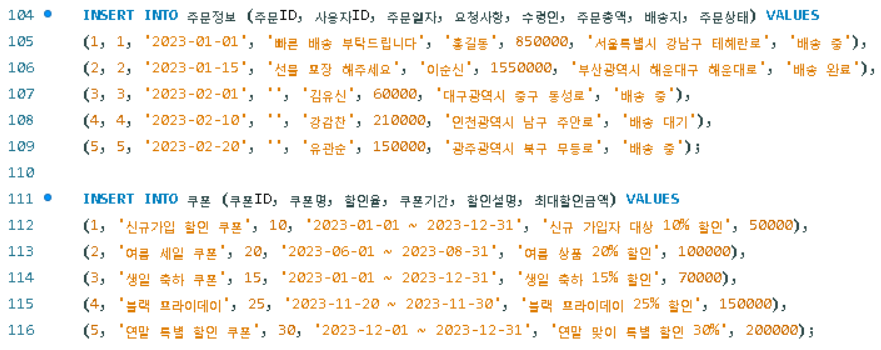 104 INSERT INTO 주문정보 (주문ID, 사용자ID, 주문일자, 요청사항, 수령인, 주문총액, 배송지, 주문상태) VALUES
105 (1, 1, '2023-01-01', '빠른 배송 부탁드립니다', '홍길동', 850000, '서울특별시 강남구 테헤란로', '배송 중'),
106 (2, 2, '2023-01-15', '선물 포장 해주세요', '이순신', 1550000, '부산광역시 해운대구 해운대로', '배송 완료'),
107 (3, 3, '2023-02-01', '', '김유신', 60000, '대구광역시 중구 동성로', '배송 중'),
108 (4, 4, '2023-02-10', '', '강감찬', 210000, '인천광역시 남구 주안로', '배송 대기'),
109 (5, 5, '2023-02-20', '', '유관순', 150000, '광주광역시 북구 무등로', '배송 중');
110
111 INSERT INTO 쿠폰 (쿠폰ID, 쿠폰명, 할인율, 쿠폰기간, 할인설명, 최대할인금액) VALUES
112 (1, '신규가입 할인 쿠폰', 10, '2023-01-01 ~ 2023-12-31', '신규 가입자 대상 10% 할인', 50000),
113 (2, '여름 세일 쿠폰', 20, '2023-06-01 ~ 2023-08-31', '여름 상품 20% 할인', 100000),
114 (3, '생일 축하 쿠폰', 15, '2023-01-01 ~ 2023-12-31', '생일 축하 15% 할인', 70000),
115 (4, '블랙 프라이데이', 25, '2023-11-20 ~ 2023-11-30', '블랙 프라이데이 25% 할인', 150000),
116 (5, '연말 특별 할인 쿠폰', 30, '2023-12-01 ~ 2023-12-31', '연말 맞이 특별 할인 30%', 200000);